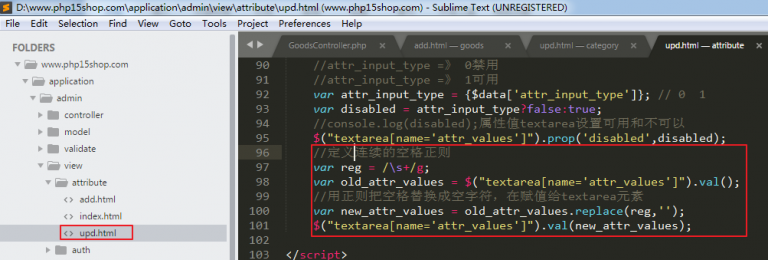 D:\www.php15shop.com\application\admin\view\attribute\upd.html (www.php15shop.com) - Sublime Text (UNREGISTERED)
File Edit Selection Find View Goto Tools Project Preferences Help
FOLDERS
www.php15shop.com
application
admin
controller
model
validate
view
attribute
add.html
index.html
upd.html
auth
GoodsController.php add.html — goods upd.html — category upd.html — attribute
90 //attr_input_type =》 0禁用
91 //attr_input_type =》 1可用
92 var attr_input_type = {$data['attr_input_type']}; // 0 1
93 var disabled = attr_input_type?false:true;
94 //console.log(disabled);属性值textarea设置可用和不可以
95 $("textarea[name='attr_values']").prop('disabled',disabled);
96 //定义连续的空格正则
97 var reg = /\s+/g;
98 var old_attr_values = $("textarea[name='attr_values']").val();
99 //用正则把空格替换成空字符，在赋值给textarea元素
100 var new_attr_values = old_attr_values.replace(reg,'');
101 $("textarea[name='attr_values']").val(new_attr_values);
102
103 </script>